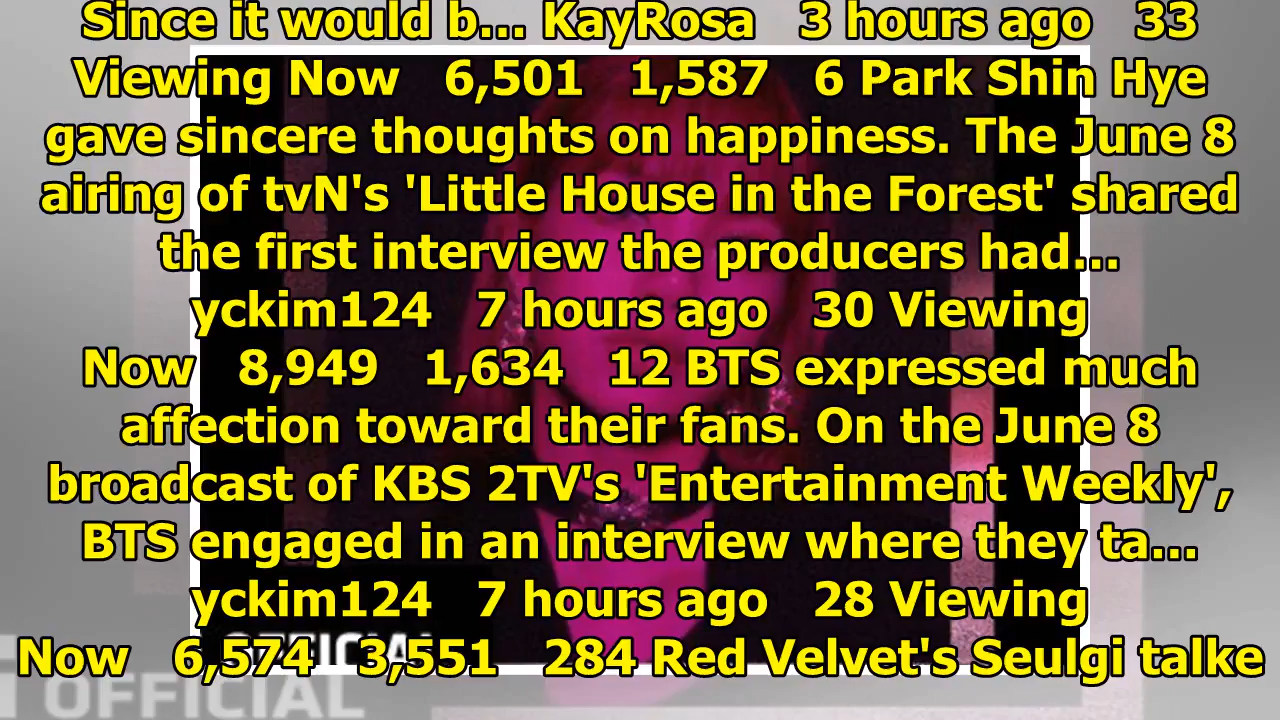 Since it would b... KayRosa 3 hours ago 33
Viewing Now 6,501 1,587 6 Park Shin Hye
gave sincere thoughts on happiness. The June 8
airing of tvN's 'Little House in the Forest' shared
the first interview the producers had...
yckim124 7 hours ago 30 Viewing
Now 8,949 1,634 12 BTS expressed much
affection toward their fans. On the June 8
broadcast of KBS 2TV's 'Entertainment Weekly',
BTS engaged in an interview where they ta...
yckim124 7 hours ago 28 Viewing
Now 6,574 3,551 284 Red Velvet's Seulgi talke
OFFICIAL
OFFICIAL